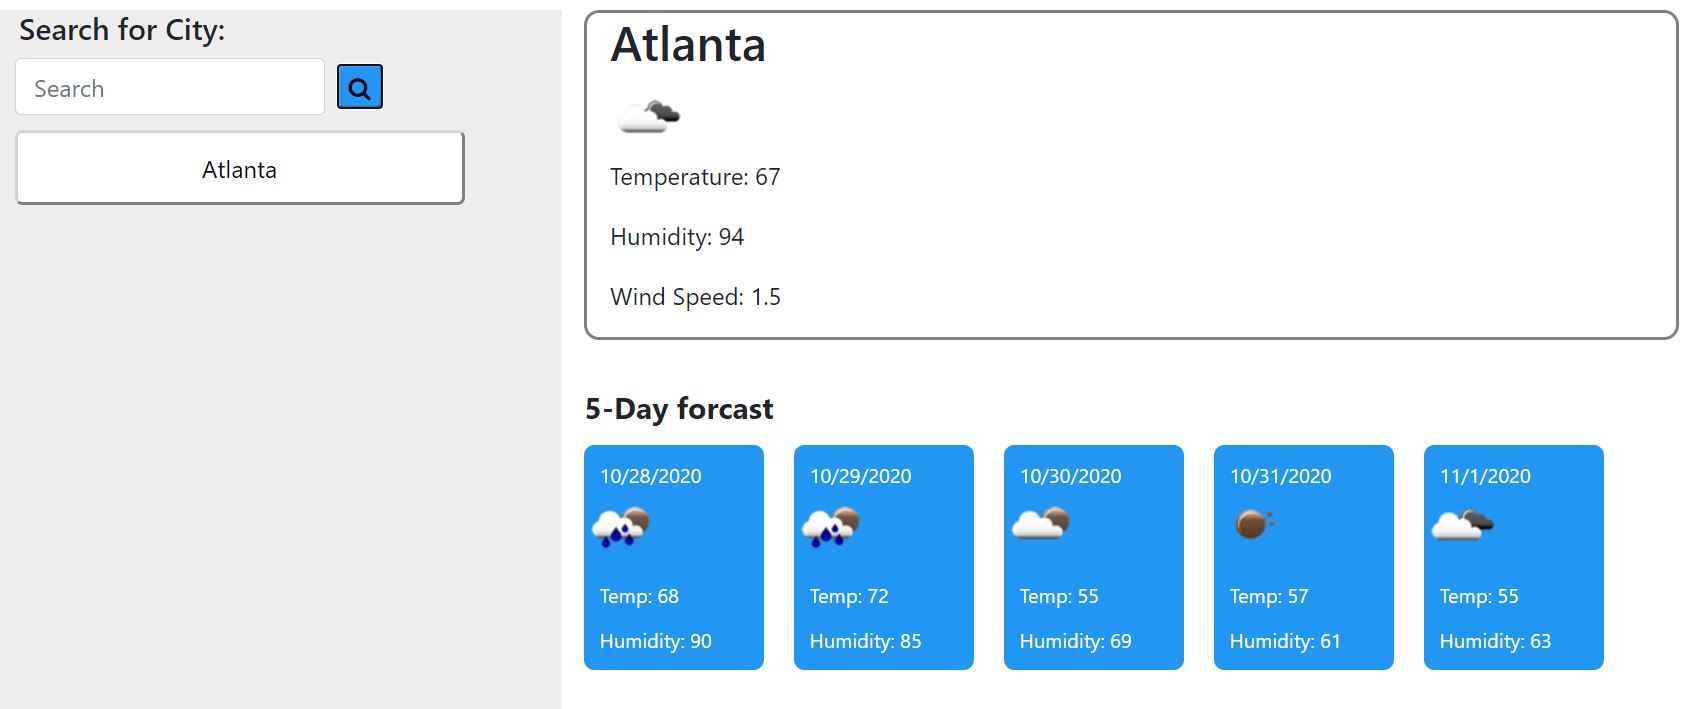 Search for City:
Search
Atlanta
Atlanta
Temperature: 67
Humidity: 94
Wind Speed: 1.5
5-Day forcast
10/28/2020
Temp: 68
Humidity: 90
10/29/2020
Temp: 72
Humidity: 85
10/30/2020
Temp: 55
Humidity: 69
10/31/2020
Temp: 57
Humidity: 61
11/1/2020
Temp: 55
Humidity: 63